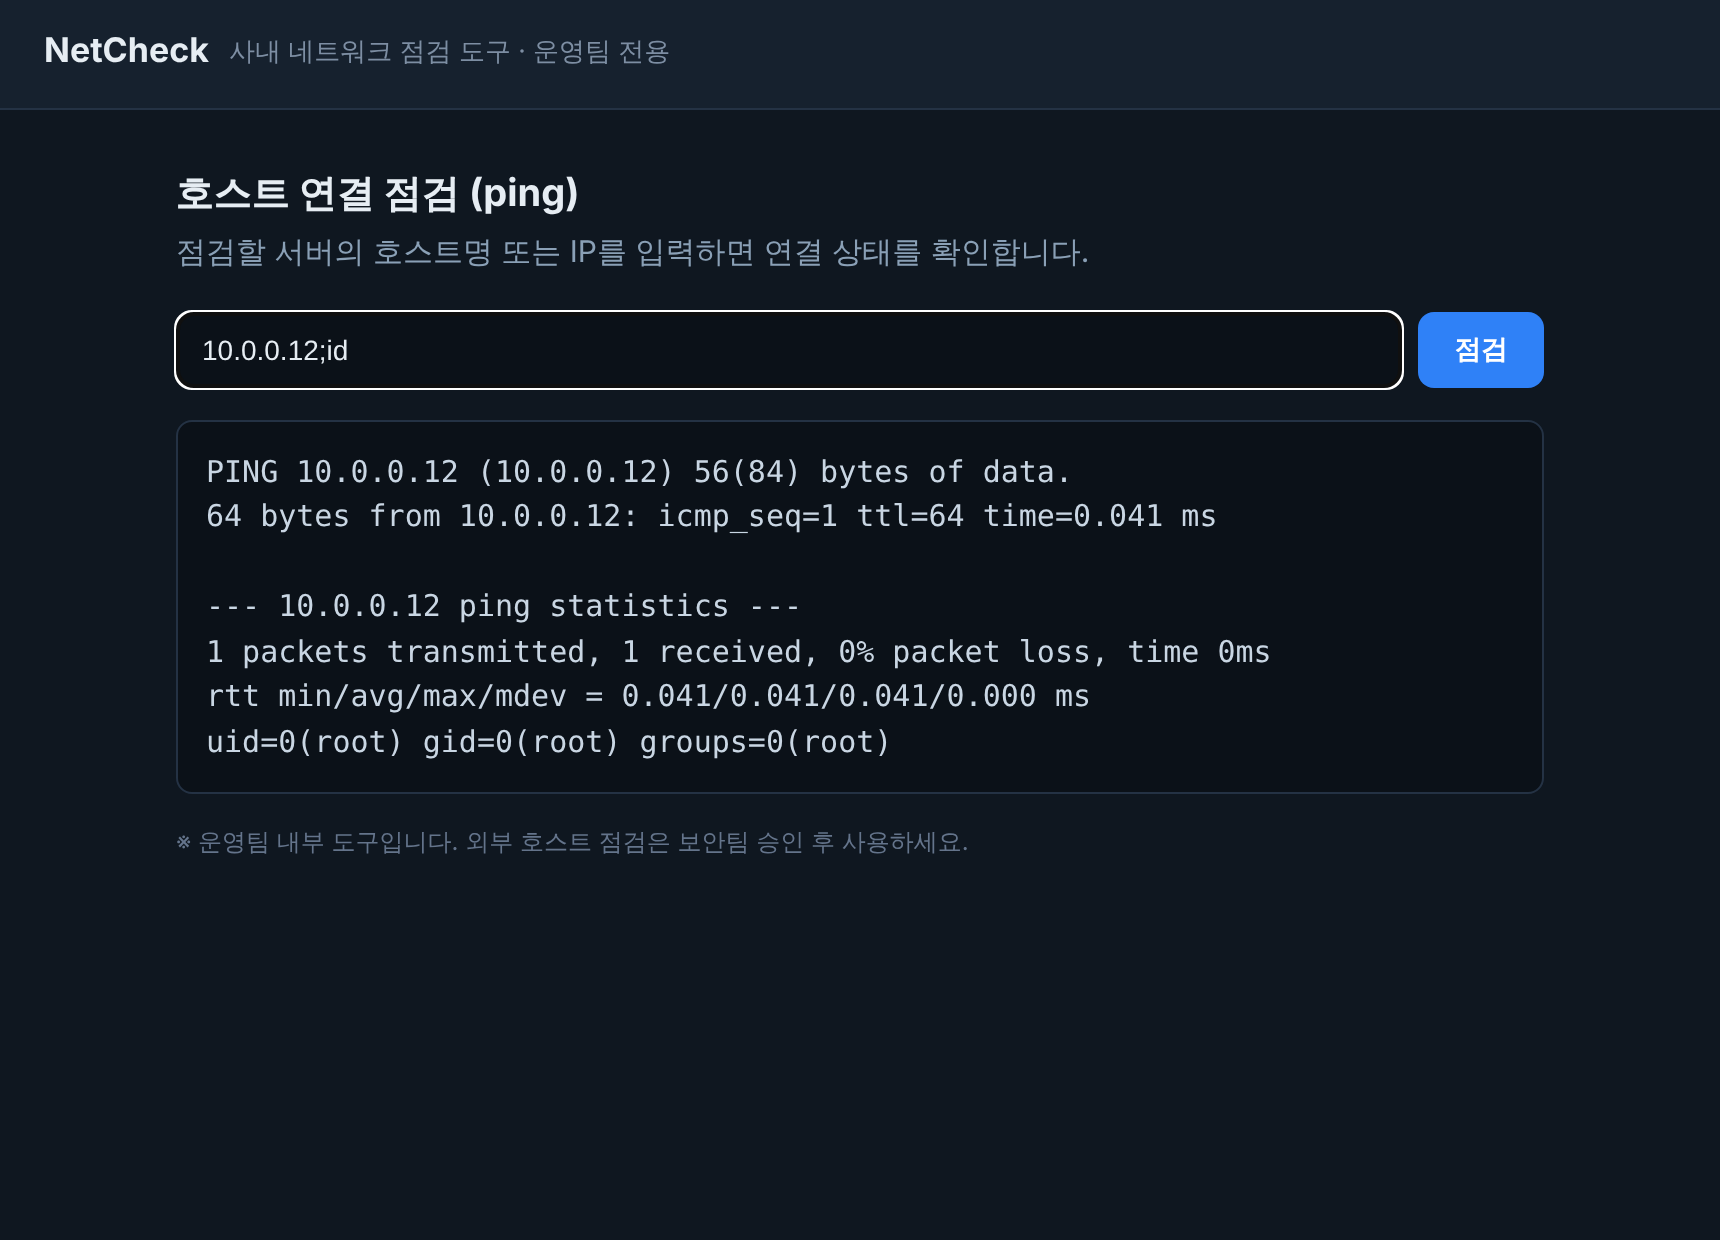 NetCheck 사내 네트워크 점검 도구 · 운영팀 전용
호스트 연결 점검 (ping)
점검할 서버의 호스트명 또는 IP를 입력하면 연결 상태를 확인합니다.
10.0.0.12;id 점검
PING 10.0.0.12 (10.0.0.12) 56(84) bytes of data.
64 bytes from 10.0.0.12: icmp_seq=1 ttl=64 time=0.041 ms
--- 10.0.0.12 ping statistics ---
1 packets transmitted, 1 received, 0% packet loss, time 0ms
rtt min/avg/max/mdev = 0.041/0.041/0.041/0.000 ms
uid=0(root) gid=0(root) groups=0(root)
※ 운영팀 내부 도구입니다. 외부 호스트 점검은 보안팀 승인 후 사용하세요.